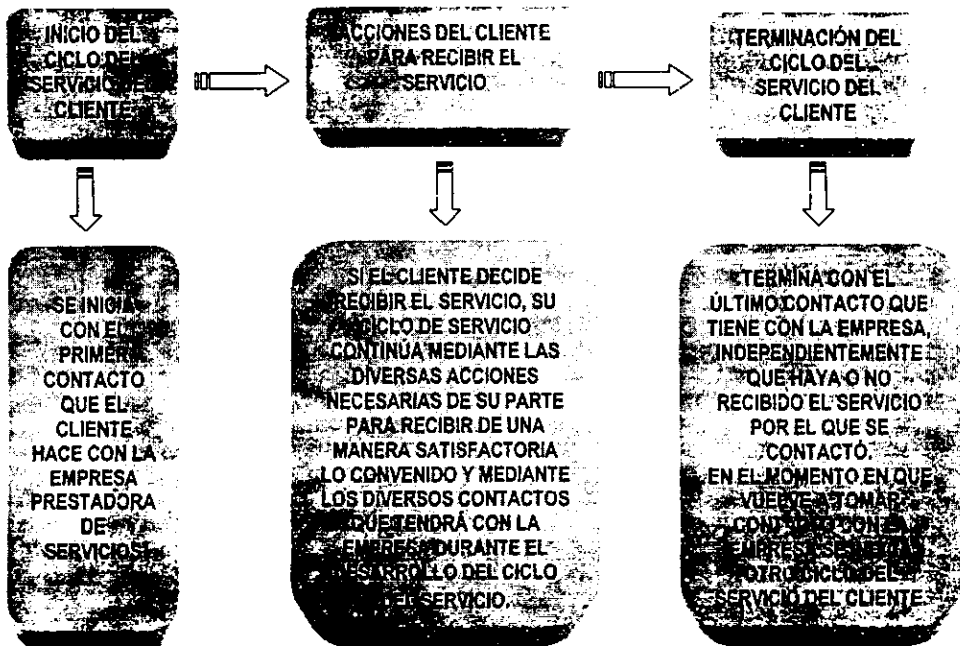 INICIO DEL
CICLO DEL
SERVICIO DEL
CLIENTE
ACCIONES DEL CLIENTE
PARA RECIBIR EL
SERVICIO
TERMINACIÓN DEL
CICLO DEL
SERVICIO DEL
CLIENTE
SE INICIA
CON EL
PRIMER
CONTACTO
QUE EL
CLIENTE
HACE CON LA
EMPRESA
PRESTADORA
DE
SERVICIOS
SI EL CLIENTE DECIDE
RECIBIR EL SERVICIO, SU
CICLO DE SERVICIO
CONTINÚA MEDIANTE LAS
DIVERSAS ACCIONES
NECESARIAS DE SU PARTE
PARA RECIBIR DE UNA
MANERA SATISFACTORIA
LO CONVENIDO Y MEDIANTE
LOS DIVERSOS CONTACTOS
QUE TENDRÁ CON LA
EMPRESA DURANTE EL
DESARROLLO DEL CICLO
DEL SERVICIO.
TERMINA CON EL
ÚLTIMO CONTACTO QUE
TIENE CON LA EMPRESA,
INDEPENDIENTEMENTE
QUE HAYA O NO
RECIBIDO EL SERVICIO
POR EL QUE SE
CONTACTÓ.
EN EL MOMENTO EN QUE
VUELVE A TOMAR
CONTACTO CON LA
EMPRESA SE
OTRO CICLO DEL
SERVICIO DEL CLIENTE.